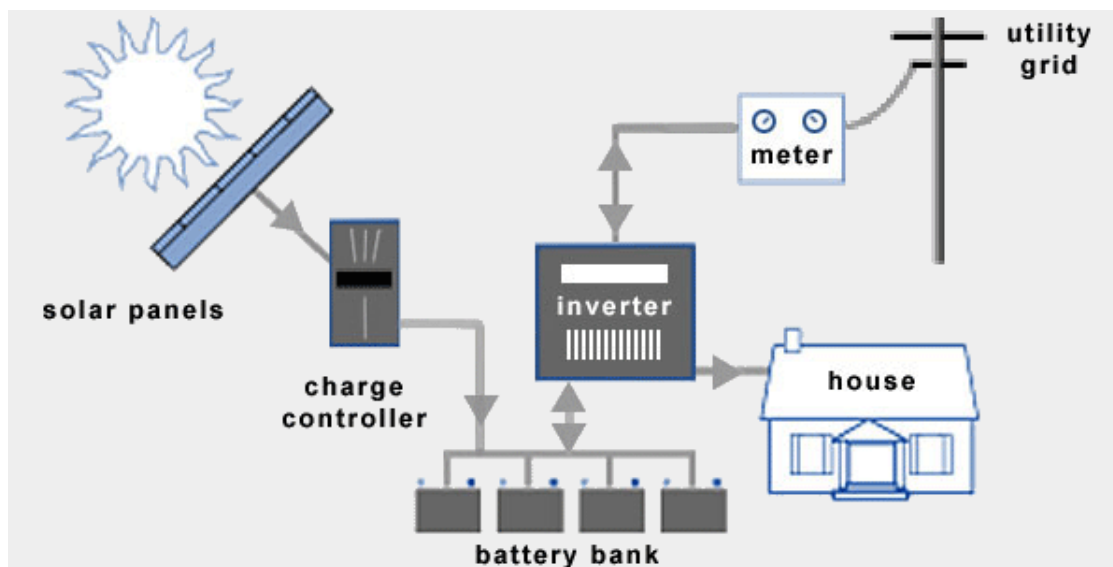 utility
grid
meter
solar panels
inverter
charge
controller
house
battery bank